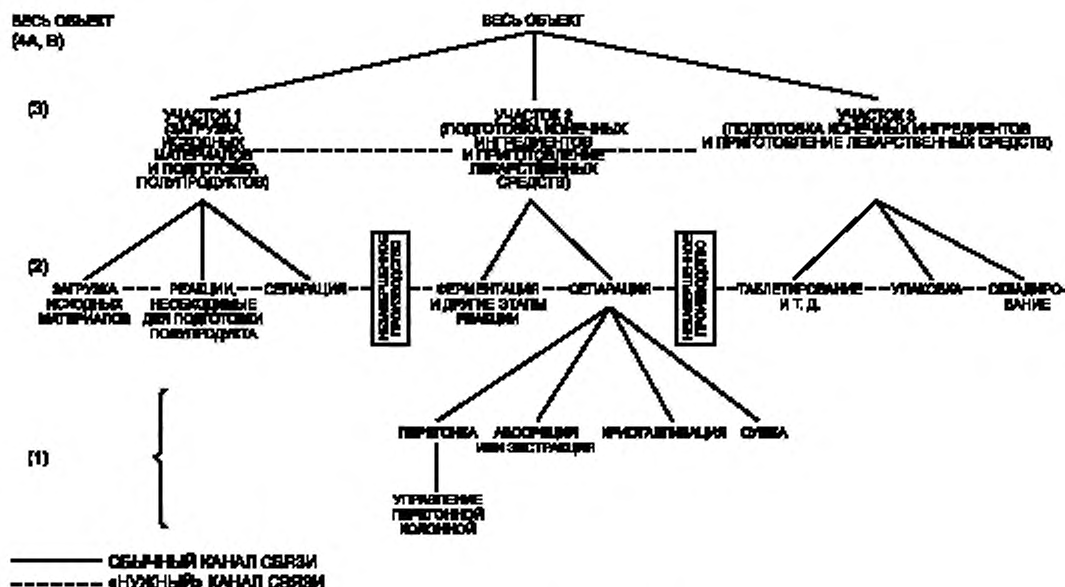 ВЕСЬ ОБЪЕКТ
(4А, В)
ВЕСЬ ОБЪЕКТ
(3)
УЧАСТОК 1
(ЗАГРУЗКА
ИСХОДНЫХ
МАТЕРИАЛОВ
И ПОДГОТОВКА
ПОЛУПРОДУКТОВ)
УЧАСТОК 2
(ПОДГОТОВКА КОНЕЧНЫХ
ИНГРЕДИЕНТОВ
И ПРИГОТОВЛЕНИЕ
ЛЕКАРСТВЕННЫХ
СРЕДСТВ)
УЧАСТОК 3
(ПОДГОТОВКА КОНЕЧНЫХ ИНГРЕДИЕНТОВ
И ПРИГОТОВЛЕНИЕ ЛЕКАРСТВЕННЫХ СРЕДСТВ)
(2)
ЗАГРУЗКА
ИСХОДНЫХ
МАТЕРИАЛОВ
РЕАКЦИИ,
НЕОБХОДИМЫЕ
ДЛЯ ПОДГОТОВКИ
ПОЛУПРОДУКТА
СЕПАРАЦИЯ
НЕЗАВЕРШЕННОЕ
ПРОИЗВОДСТВО
ФЕРМЕНТАЦИЯ
И ДРУГИЕ ЭТАПЫ
РЕАКЦИИ
СЕПАРАЦИЯ
НЕЗАВЕРШЕННОЕ
ПРОИЗВОДСТВО
ТАБЛЕТИРОВАНИЕ
И Т. Д.
УПАКОВКА
СКЛАДИРО-
ВАНИЕ
(1)
ПЕРЕГОНКА
АБСОРБЦИЯ
ИЛИ ЭКСТРАКЦИЯ
КРИСТАЛЛИЗАЦИЯ
СУШКА
УПРАВЛЕНИЕ
ПЕРЕГОННОЙ
КОЛОННОЙ
ОБЫЧНЫЙ КАНАЛ СВЯЗИ
«НУЖНЫЙ» КАНАЛ СВЯЗИ